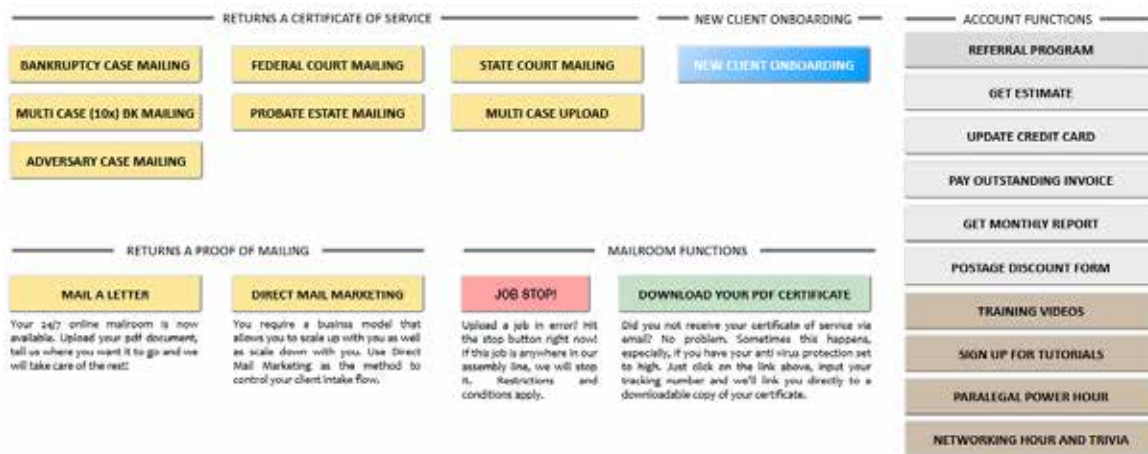 RETURNS A CERTIFICATE OF SERVICE
BANKRUPTCY CASE MAILING
FEDERAL COURT MAILING
STATE COURT MAILING
MULTI CASE (10x) BK MAILING
PROBATE ESTATE MAILING
MULTI CASE UPLOAD
ADVERSARY CASE MAILING
NEW CLIENT ONBOARDING
NEW CLIENT ONBOARDING
RETURNS A PROOF OF MAILING
MAIL A LETTER
Your 24/7 online mailroom is now
available. Upload your pdf document,
tell us where you want it to go and we
will take care of the rest!
DIRECT MAIL MARKETING
You require a businss model that
allows you to scale up with you as well
as scale down with you. Use Direct
Mail Marketing as the method to
control your client intake flow.
MAILROOM FUNCTIONS
JOB STOP!
Upload a job in error? Hit
the stop button right now!
If this job is anywhere in our
assembly line, we will stop
it. Restrictions and
conditions apply.
DOWNLOAD YOUR PDF CERTIFICATE
Did you not receive your certificate of service via
email? No problem. Sometimes this happens,
especially, if you have your anti virus protection set
to high. Just click on the link above, input your
tracking number and we'll link you directly to a
downloadable copy of your certificate.
ACCOUNT FUNCTIONS
REFERRAL PROGRAM
GET ESTIMATE
UPDATE CREDIT CARD
PAY OUTSTANDING INVOICE
GET MONTHLY REPORT
POSTAGE DISCOUNT FORM
TRAINING VIDEOS
SIGN UP FOR TUTORIALS
PARALEGAL POWER HOUR
NETWORKING HOUR AND TRIVIA